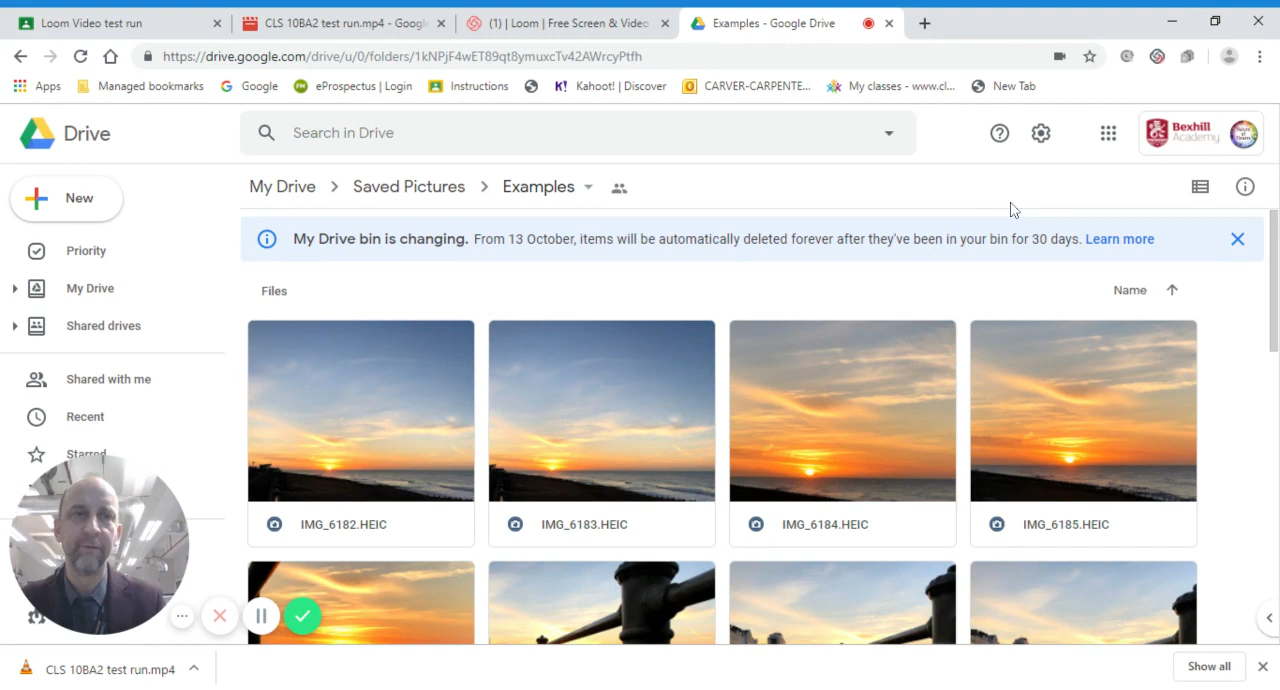 Loom Video test run
CLS 10BA2 test run.mp4 - Google
(1) | Loom | Free Screen & Video
Examples - Google Drive
https://drive.google.com/drive/u/0/folders/1kNPjF4wET89qt8ymuxcTv42AWrcyPtfh
Apps Managed bookmarks Google eProspectus | Login Instructions K! Kahoot! | Discover CARVER-CARPENTE... My classes - www.cl... New Tab
Drive
Search in Drive
Bexhill
Academy
New
My Drive > Saved Pictures > Examples
Priority
My Drive bin is changing. From 13 October, items will be automatically deleted forever after they've been in your bin for 30 days. Learn more
My Drive
Files
Name
Shared drives
Shared with me
Recent
Starred
IMG_6182.HEIC
IMG_6183.HEIC
IMG_6184.HEIC
IMG_6185.HEIC
CLS 10BA2 test run.mp4
Show all